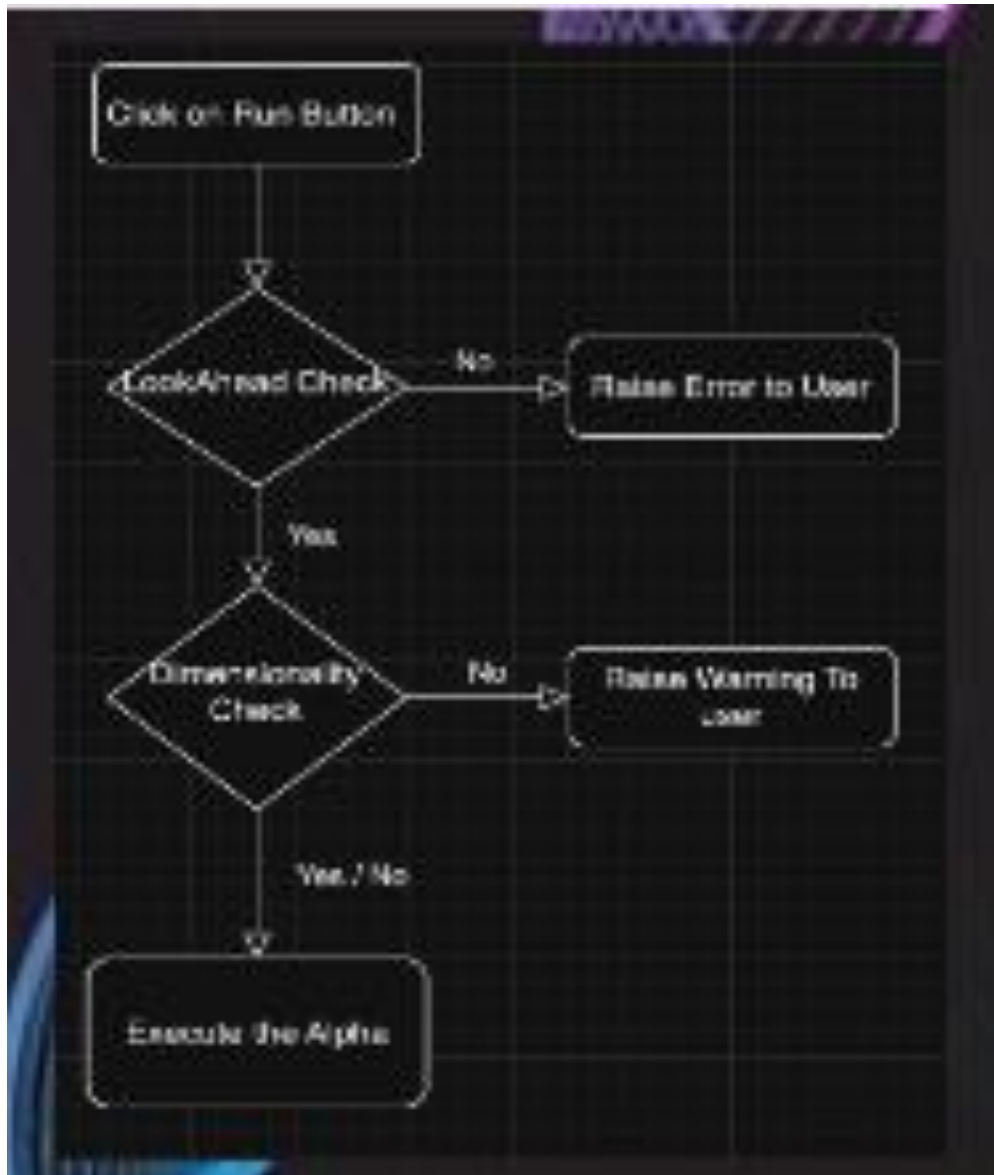 Click on Run Button
LookAhead Check
No
Raise Error to User
Yes
Dimensionality
Check
No
Raise Warning To
user
Yes / No
Execute the Alpha